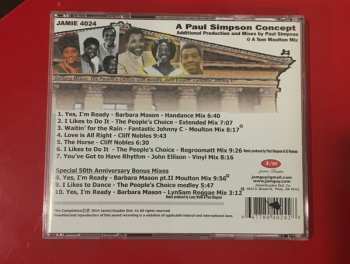 JAMIE 4024
A Paul Simpson Concept
Additional Production and Mixes by Paul Simpson
A Tom Moulton Mix
1. Yes, I'm Ready - Barbara Mason - Handance Mix 6:40
2. I Likes to Do It - The People's Choice - Extended Mix 7:07
3. Waitin' for the Rain - Fantastic Johnny C - Moulton Mix 8:17
4. Love is All Right - Cliff Nobles 9:43
5. The Horse - Cliff Nobles 6:30
6. I Likes to Do It - The People's Choice - Regroomatt Mix 9:26
7. You've Got to Have Rhythm - John Ellison - Vinyl Mix 8:16
Special 50th Anniversary Bonus Mixes
8. Yes, I'm Ready - Barbara Mason pt.II Moulton Mix 9:56
9. I Likes to Dance - The People's Choice medley 5:47
10. Yes, I'm Ready - Barbara Mason - LynSam Reggae Mix 3:12
jamguy@gmail.com
jamguy.com